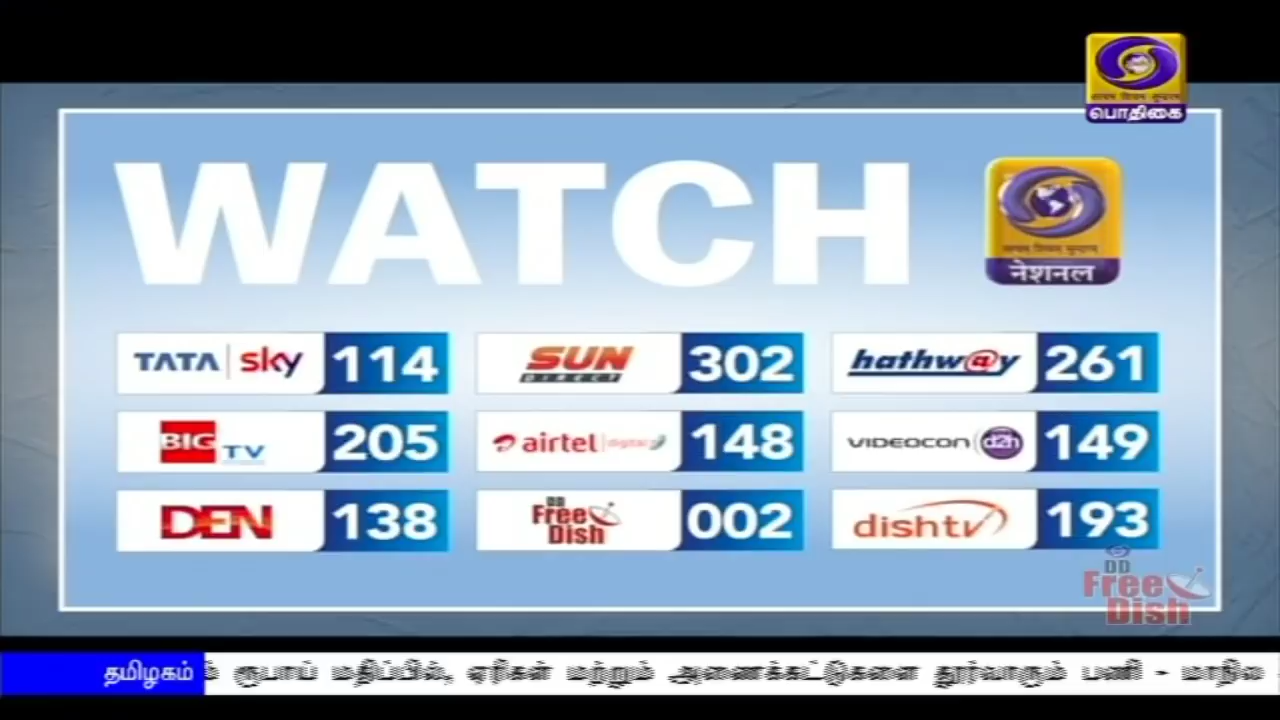 பொதிகை
WATCH
नेशनल
TATA sky 114
SUN DIRECT 302
hathw@y 261
BIG TV 205
airtel digital 148
VIDEOCON d2h 149
DEN 138
DD Free Dish 002
dishtv 193
DD Free Dish
தமிழகம் ரூபாய் மதிப்பில், ஏரிகள் மற்றும் அணைக்கட்டுகளை தூர்வாரும் பணி - மாநில